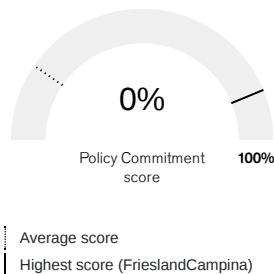 0%
Policy Commitment
score
100%
Average score
Highest score (FrieslandCampina)